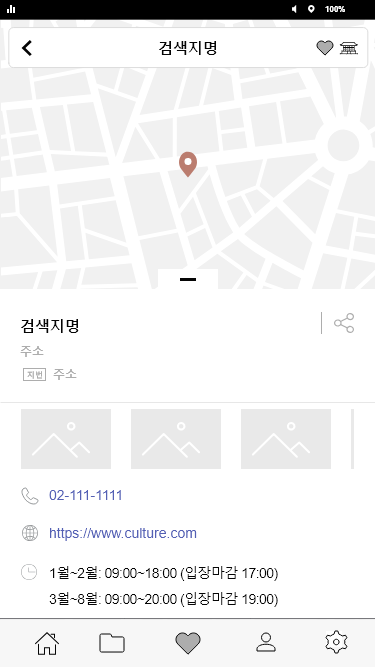 100%
검색지명
검색지명
주소
지번 주소
02-111-1111
https://www.culture.com
1월~2월: 09:00~18:00 (입장마감 17:00)
3월~8월: 09:00~20:00 (입장마감 19:00)